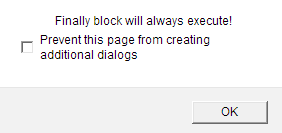 Finally block will always execute!
Prevent this page from creating
additional dialogs
OK